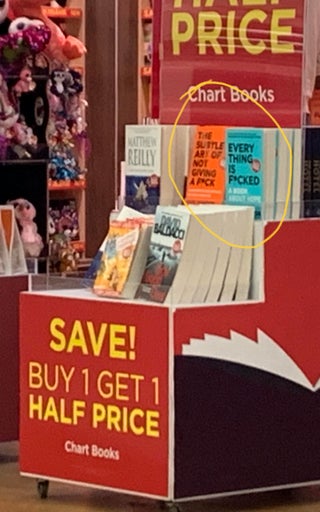 HALF
PRICE
Chart Books
MATTHEW
REILLY
THE
SUBTLE
ART OF
NOT
GIVING
A F*CK
EVERY
THING
IS
F*CKED
A BOOK
ABOUT HOPE
DAVID
BALDACCI
SAVE!
BUY 1 GET 1
HALF PRICE
Chart Books